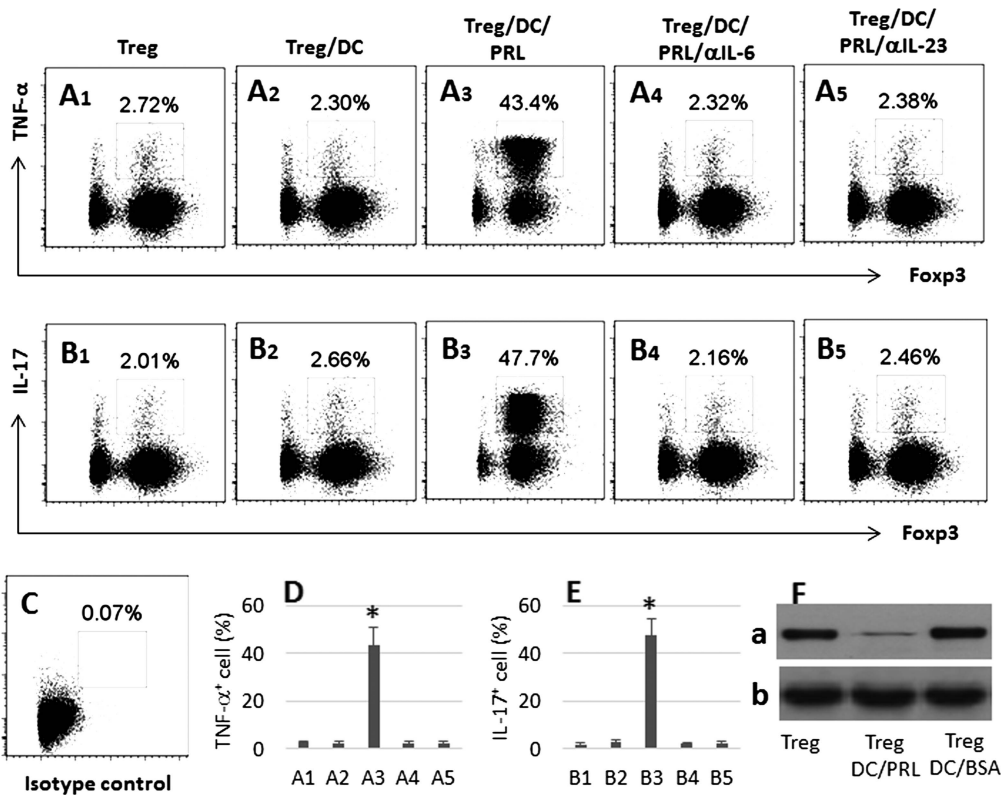 Treg
Treg/DC
Treg/DC/
PRL
Treg/DC/
PRL/αIL-6
Treg/DC/
PRL/αIL-23
TNF-α
A1
2.72%
A2
2.30%
A3
43.4%
A4
2.32%
A5
2.38%
Foxp3
IL-17
B1
2.01%
B2
2.66%
B3
47.7%
B4
2.16%
B5
2.46%
Foxp3
C
0.07%
Isotype control
D
TNF-α+ cell (%)
60
40
20
0
*
A1 A2 A3 A4 A5
E
IL-17+ cell (%)
60
40
20
0
*
B1 B2 B3 B4 B5
F
a
b
Treg
Treg
DC/PRL
Treg
DC/BSA